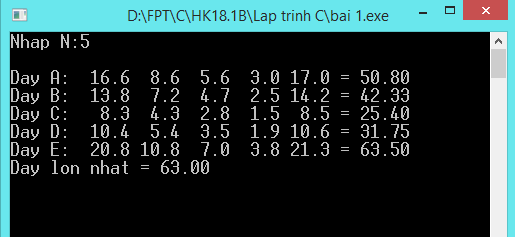 D:\FPT\C\HK18.1B\Lap trinh C\bai 1.exe
Nhap N:5
Day A:  16.6  8.6  5.6  3.0 17.0 = 50.80
Day B:  13.8  7.2  4.7  2.5 14.2 = 42.33
Day C:   8.3  4.3  2.8  1.5  8.5 = 25.40
Day D:  10.4  5.4  3.5  1.9 10.6 = 31.75
Day E:  20.8 10.8  7.0  3.8 21.3 = 63.50
Day lon nhat = 63.00